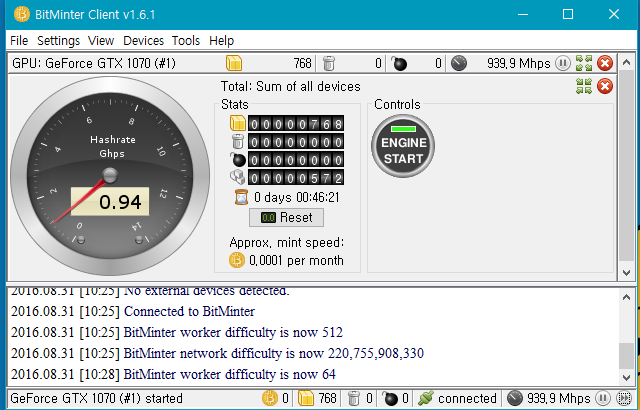 BitMinter Client v1.6.1
File Settings View Devices Tools Help
GPU: GeForce GTX 1070 (#1) 768 0 0 939,9 Mhps
Total: Sum of all devices
Stats
Controls
Hashrate
Ghps
0 2 4 6 8 10 12 14
0.94
00000768
00000000
00000000
00000572
0 days 00:46:21
0.0 Reset
Approx, mint speed:
0,0001 per month
ENGINE
START
2016.08.31 [10:25] No external devices detected.
2016.08.31 [10:25] Connected to BitMinter
2016.08.31 [10:25] BitMinter worker difficulty is now 512
2016.08.31 [10:25] BitMinter network difficulty is now 220,755,908,330
2016.08.31 [10:28] BitMinter worker difficulty is now 64
GeForce GTX 1070 (#1) started 0 768 0 0 connected 939,9 Mhps